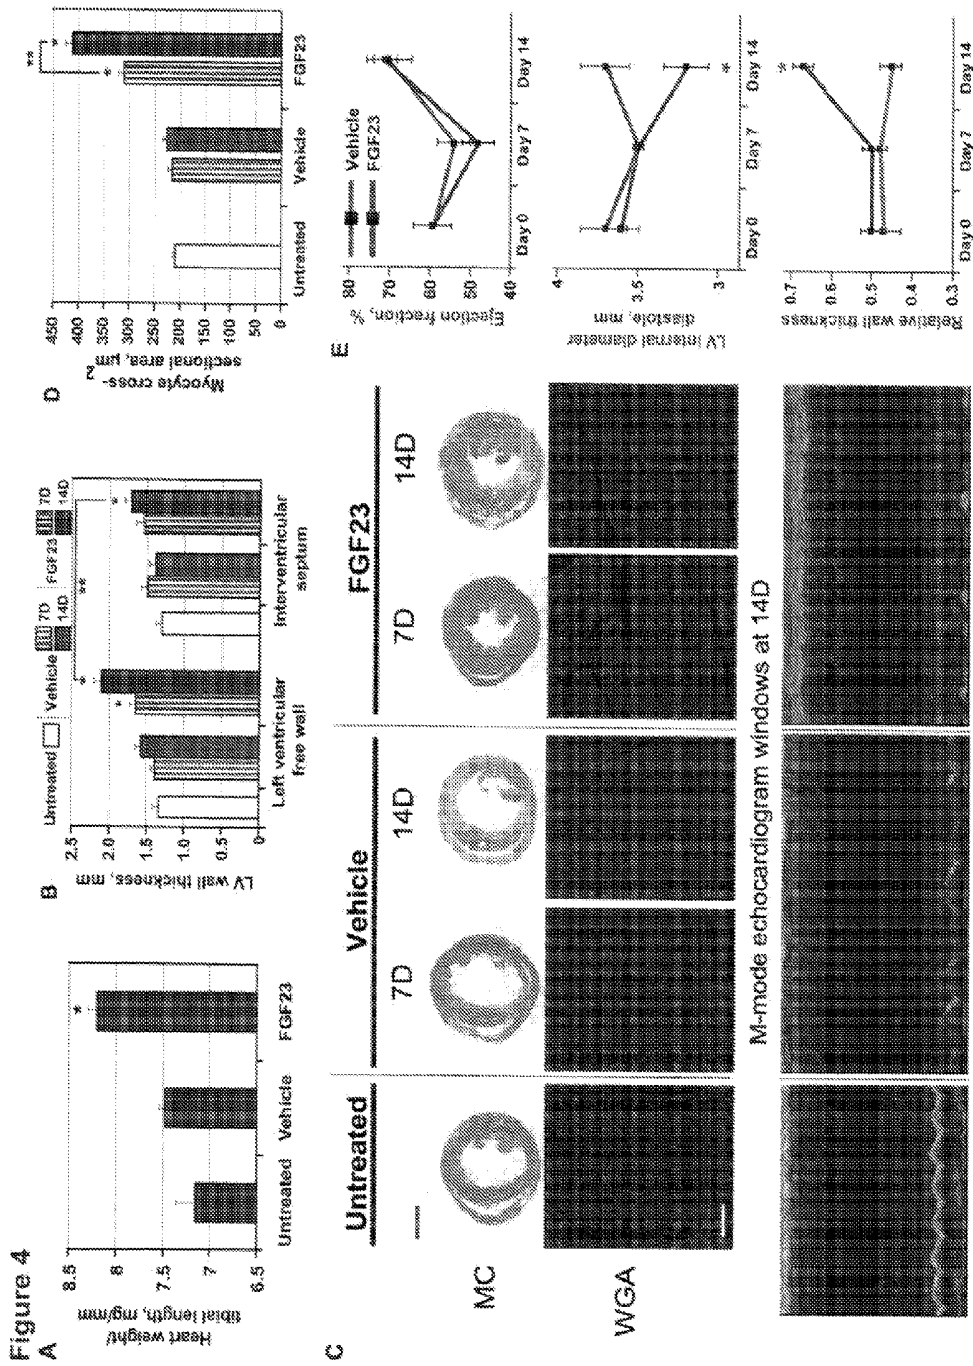 Figure 4
A
Heart weight/
tibial length, mg/mm
8.5
8
7.5
7
6.5
*
Untreated
Vehicle
FGF23
B
Untreated
Vehicle
7D
14D
FGF23
7D
14D
LV wall thickness, mm
2.5
2.0
1.5
1.0
0.5
0
*
*
**
*
Left ventricular
free wall
Interventricular
septum
D
Myocyte cross-
sectional area, µm²
450
400
350
300
250
200
150
100
50
0
**
*
*
Untreated
Vehicle
FGF23
C
Untreated
Vehicle
FGF23
7D
14D
7D
14D
MC
WGA
M-mode echocardiogram windows at 14D
E
Vehicle
FGF23
Ejection fraction, %
80
70
60
50
40
Day 0
Day 7
Day 14
LV internal diameter
diastole, mm
4
3.5
3
*
Day 0
Day 7
Day 14
Relative wall thickness
0.7
0.6
0.5
0.4
0.3
*
Day 0
Day 7
Day 14